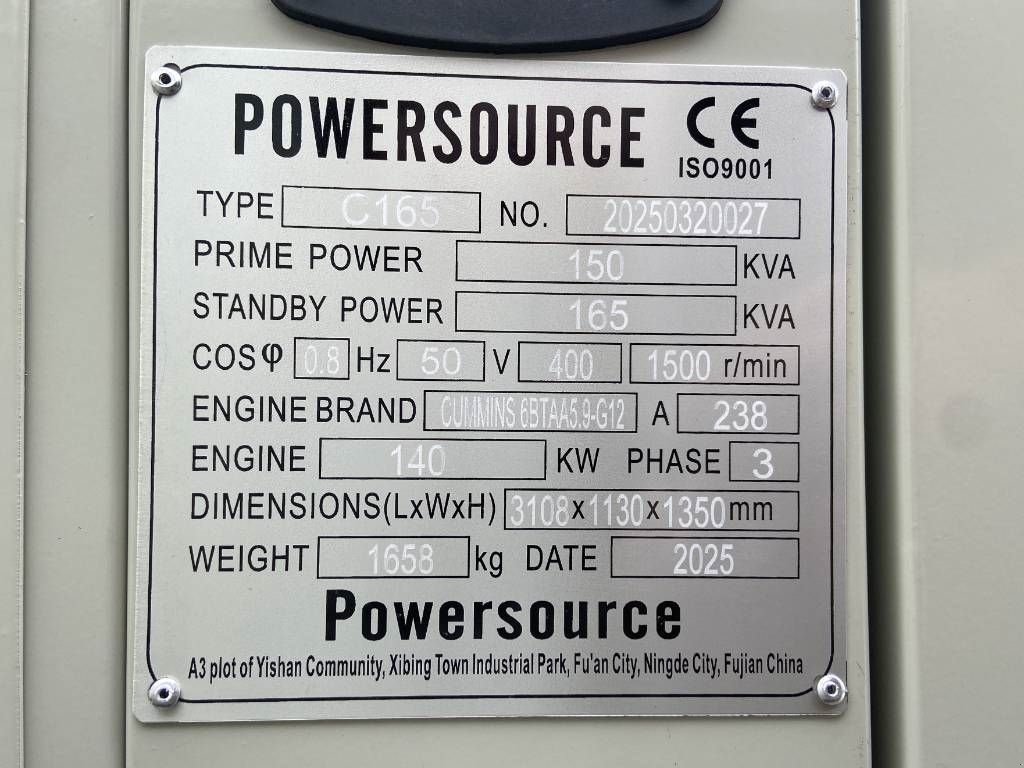 POWERSOURCE CE
ISO9001
TYPE C165 NO. 20250320027
PRIME POWER 150 KVA
STANDBY POWER 165 KVA
COSφ 0.8 Hz 50 V 400 1500 r/min
ENGINE BRAND CUMMINS 6BTAA5.9-G12 A 238
ENGINE 140 KW PHASE 3
DIMENSIONS(LxWxH) 3108x1130x1350mm
WEIGHT 1658 kg DATE 2025
Powersource
A3 plot of Yishan Community, Xibing Town Industrial Park, Fu'an City, Ningde City, Fujian China